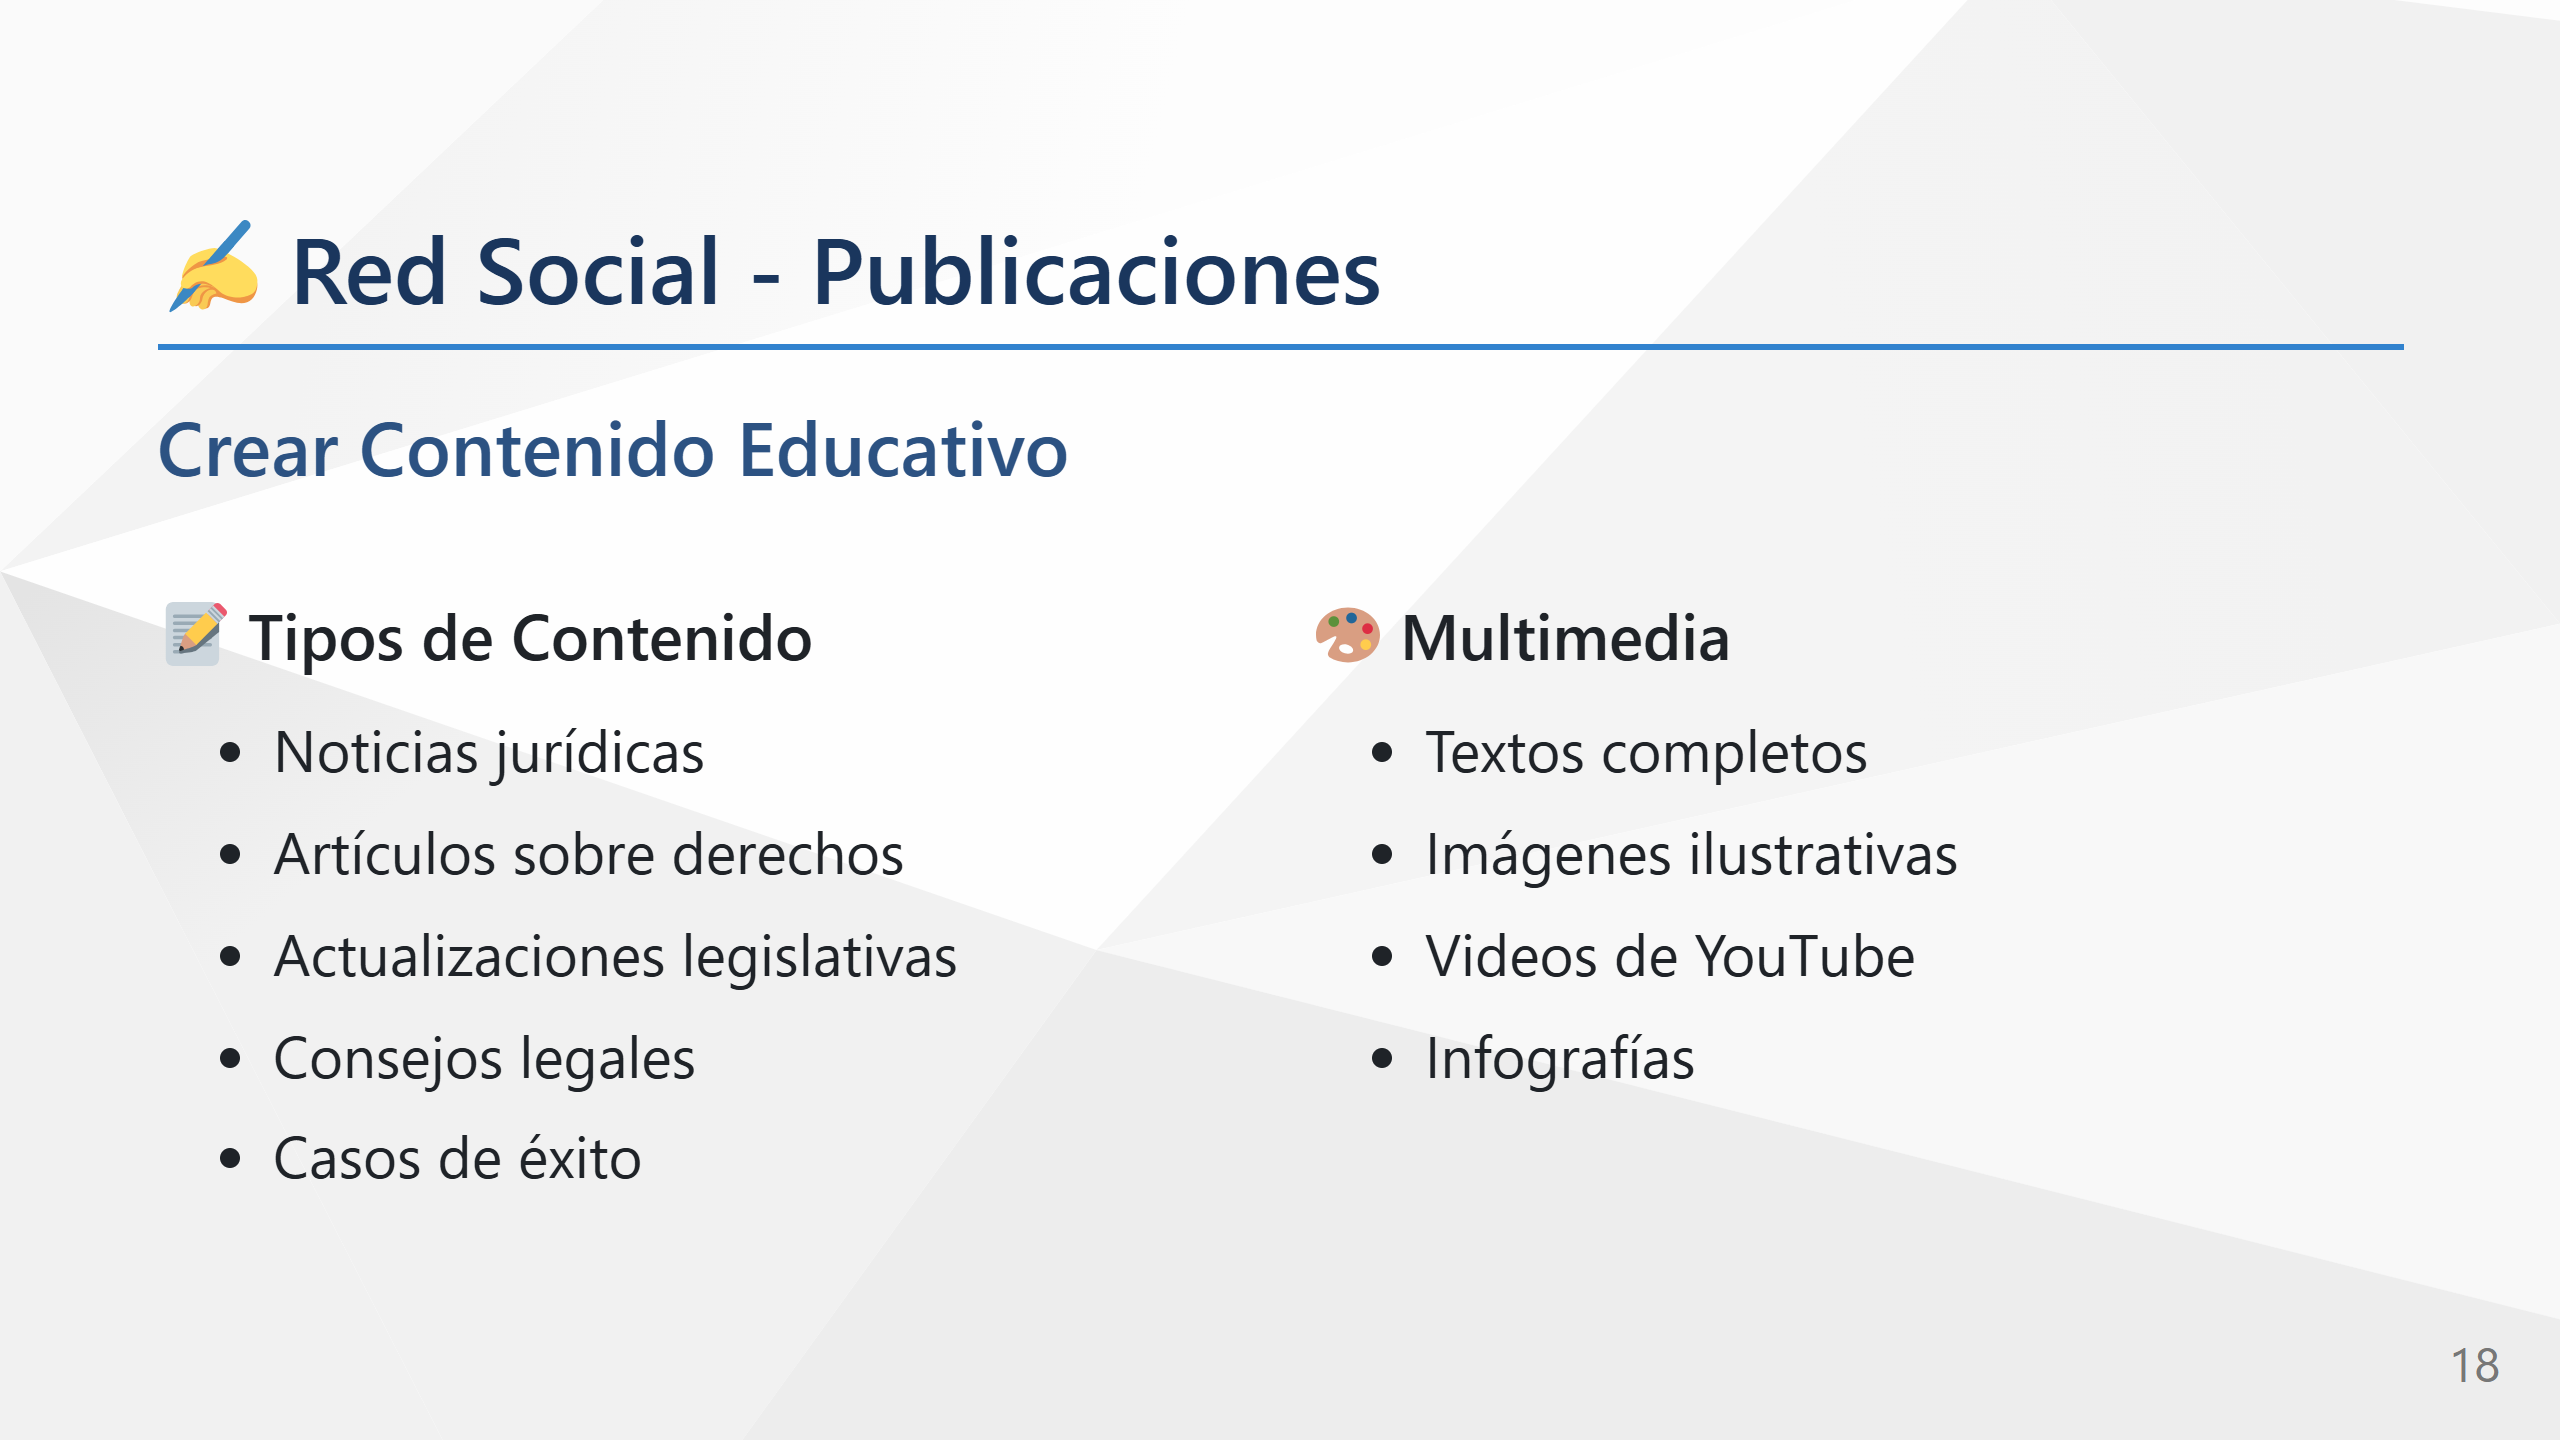 Red Social - Publicaciones
Crear Contenido Educativo
Tipos de Contenido
• Noticias jurídicas
• Artículos sobre derechos
• Actualizaciones legislativas
• Consejos legales
• Casos de éxito
Multimedia
• Textos completos
• Imágenes ilustrativas
• Videos de YouTube
• Infografías
18